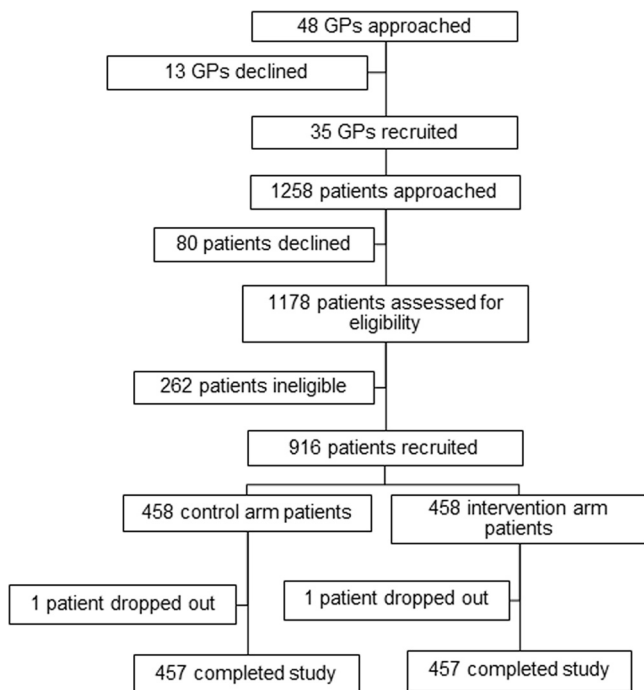 48 GPs approached
13 GPs declined
35 GPs recruited
1258 patients approached
80 patients declined
1178 patients assessed for
eligibility
262 patients ineligible
916 patients recruited
458 control arm patients
458 intervention arm
patients
1 patient dropped out
1 patient dropped out
457 completed study
457 completed study